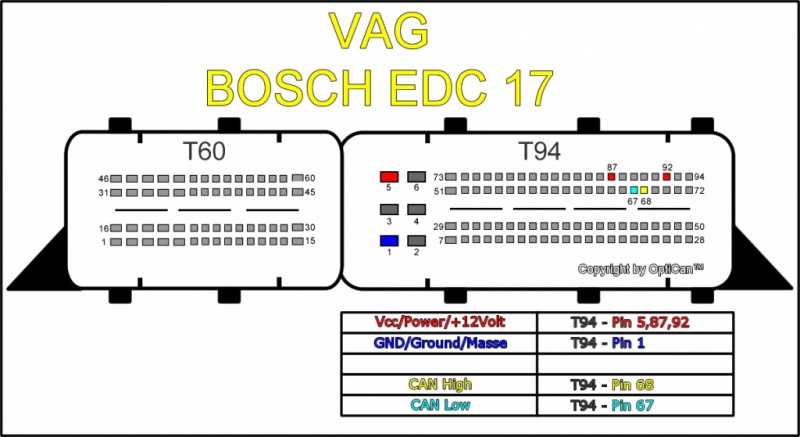 VAG
BOSCH EDC 17
T60
T94
87
92
46
60
73
94
5
6
31
45
51
72
67
68
3
4
16
30
29
50
1
15
1
2
7
28
Copyright by OptiCan™
Vcc/Power/+12Volt T94 - Pin 5,87,92
GND/Ground/Masse T94 - Pin 1
CAN High T94 - Pin 68
CAN Low T94 - Pin 67